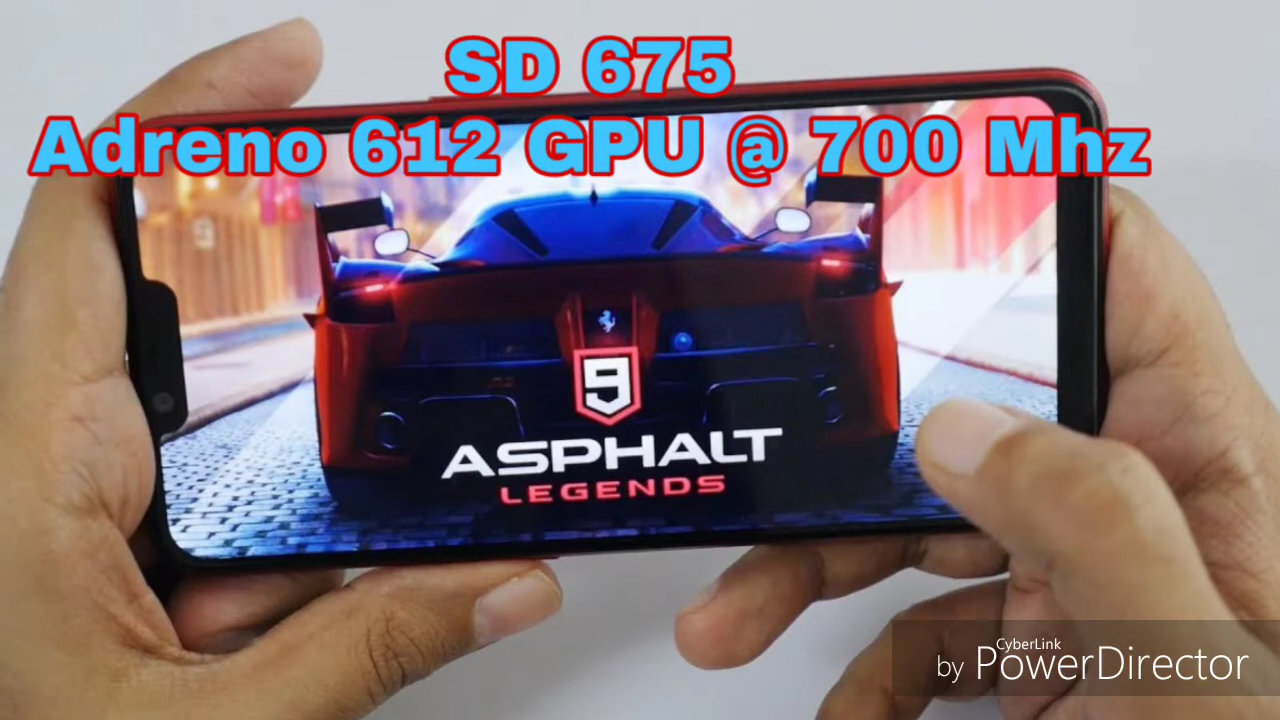 SD 675
Adreno 612 GPU @ 700 Mhz
9
ASPHALT
LEGENDS
CyberLink
by PowerDirector